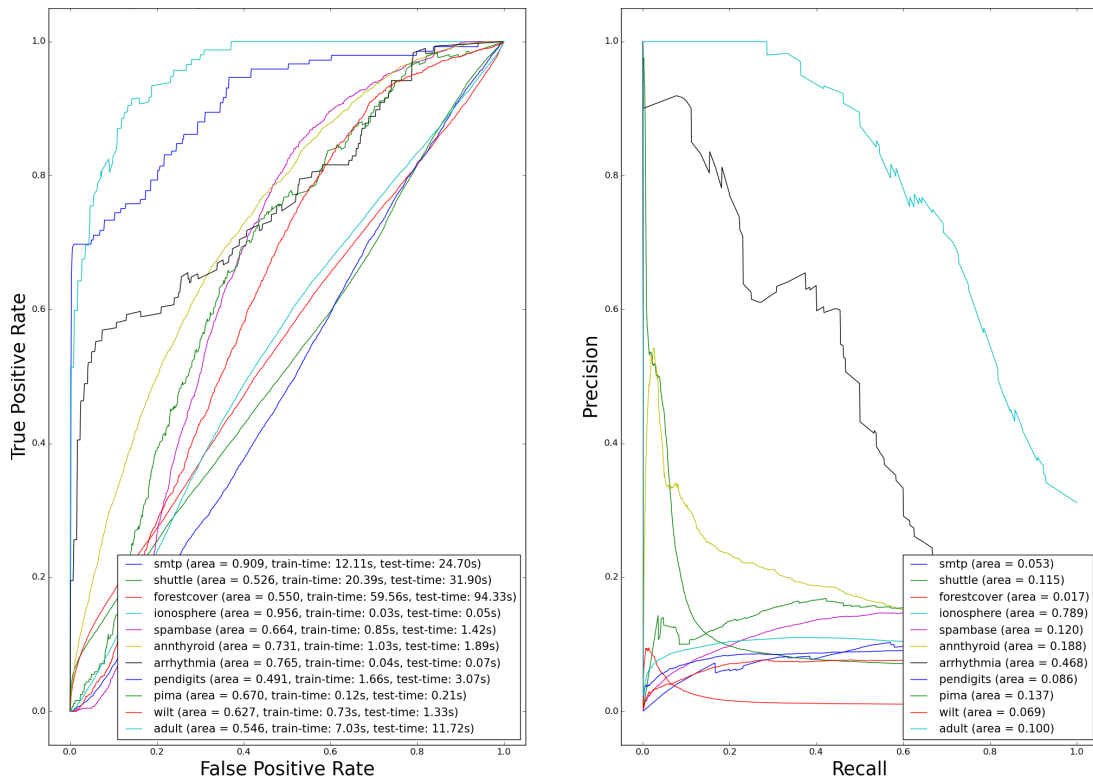 1.0
0.8
0.6
0.4
0.2
0.0
True Positive Rate
smtp (area = 0.909, train-time: 12.11s, test-time: 24.70s)
shuttle (area = 0.526, train-time: 20.39s, test-time: 31.90s)
forestcover (area = 0.550, train-time: 59.56s, test-time: 94.33s)
ionosphere (area = 0.956, train-time: 0.03s, test-time: 0.05s)
spambase (area = 0.664, train-time: 0.85s, test-time: 1.42s)
annthyroid (area = 0.731, train-time: 1.03s, test-time: 1.89s)
arrhythmia (area = 0.765, train-time: 0.04s, test-time: 0.07s)
pendigits (area = 0.491, train-time: 1.66s, test-time: 3.07s)
pima (area = 0.670, train-time: 0.12s, test-time: 0.21s)
wilt (area = 0.627, train-time: 0.73s, test-time: 1.33s)
adult (area = 0.546, train-time: 7.03s, test-time: 11.72s)
0.0 0.2 0.4 0.6 0.8 1.0
False Positive Rate
1.0
0.8
0.6
0.4
0.2
0.0
Precision
smtp (area = 0.053)
shuttle (area = 0.115)
forestcover (area = 0.017)
ionosphere (area = 0.789)
spambase (area = 0.120)
annthyroid (area = 0.188)
arrhythmia (area = 0.468)
pendigits (area = 0.086)
pima (area = 0.137)
wilt (area = 0.069)
adult (area = 0.100)
0.0 0.2 0.4 0.6 0.8 1.0
Recall